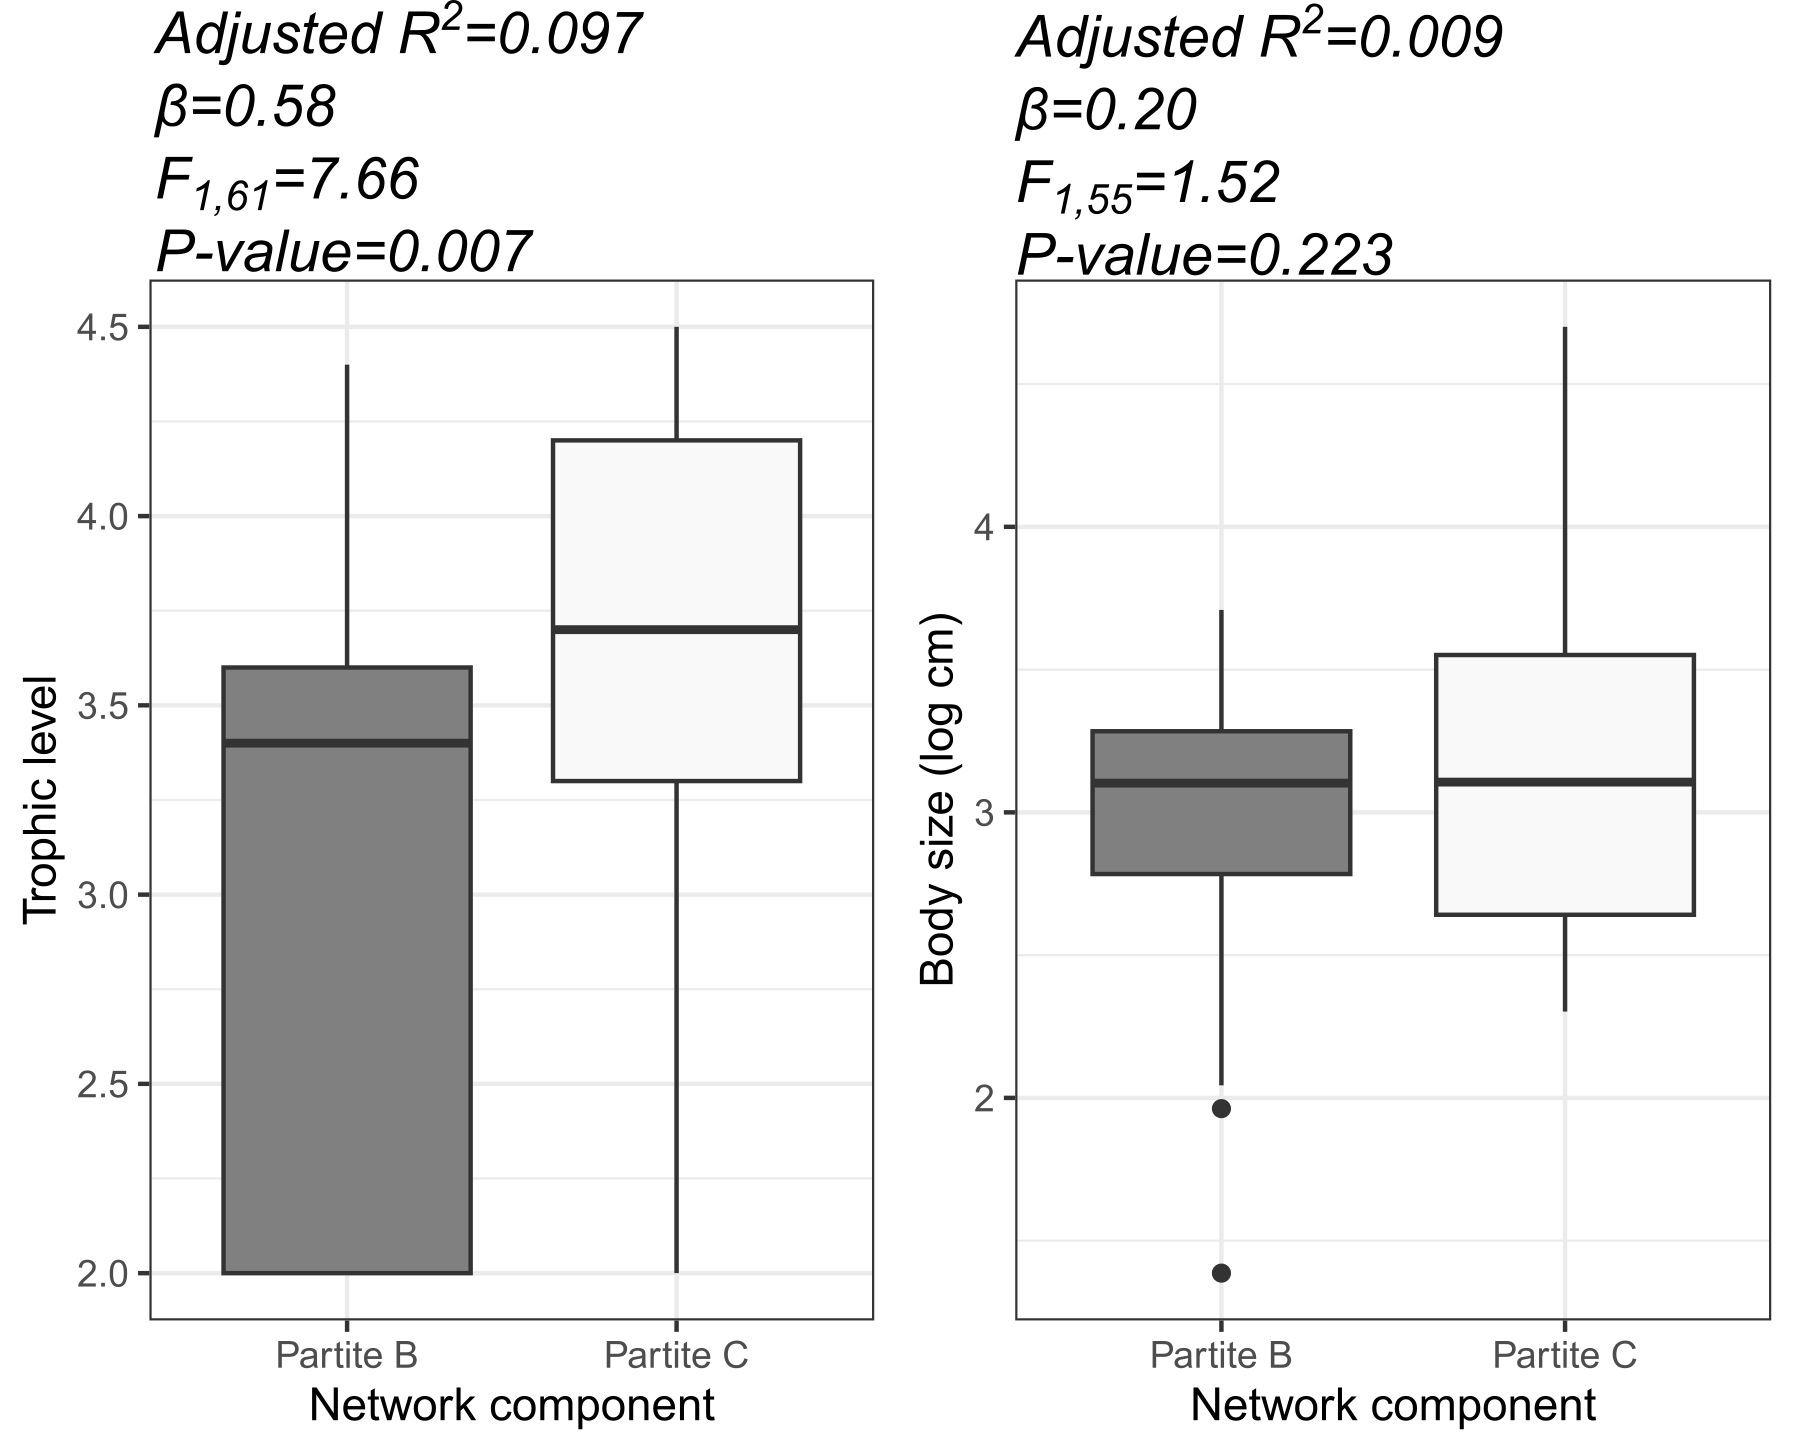 Adjusted R²=0.097
β=0.58
F₁,₆₁=7.66
P-value=0.007
Trophic level
4.5
4.0
3.5
3.0
2.5
2.0
Partite B
Partite C
Network component
Adjusted R²=0.009
β=0.20
F₁,₅₅=1.52
P-value=0.223
Body size (log cm)
4
3
2
Partite B
Partite C
Network component